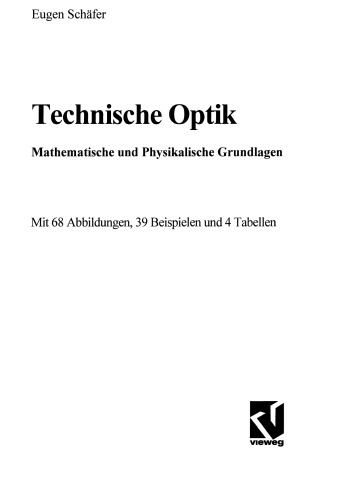 Eugen Schäfer
Technische Optik
Mathematische und Physikalische Grundlagen
Mit 68 Abbildungen, 39 Beispielen und 4 Tabellen
vieweg